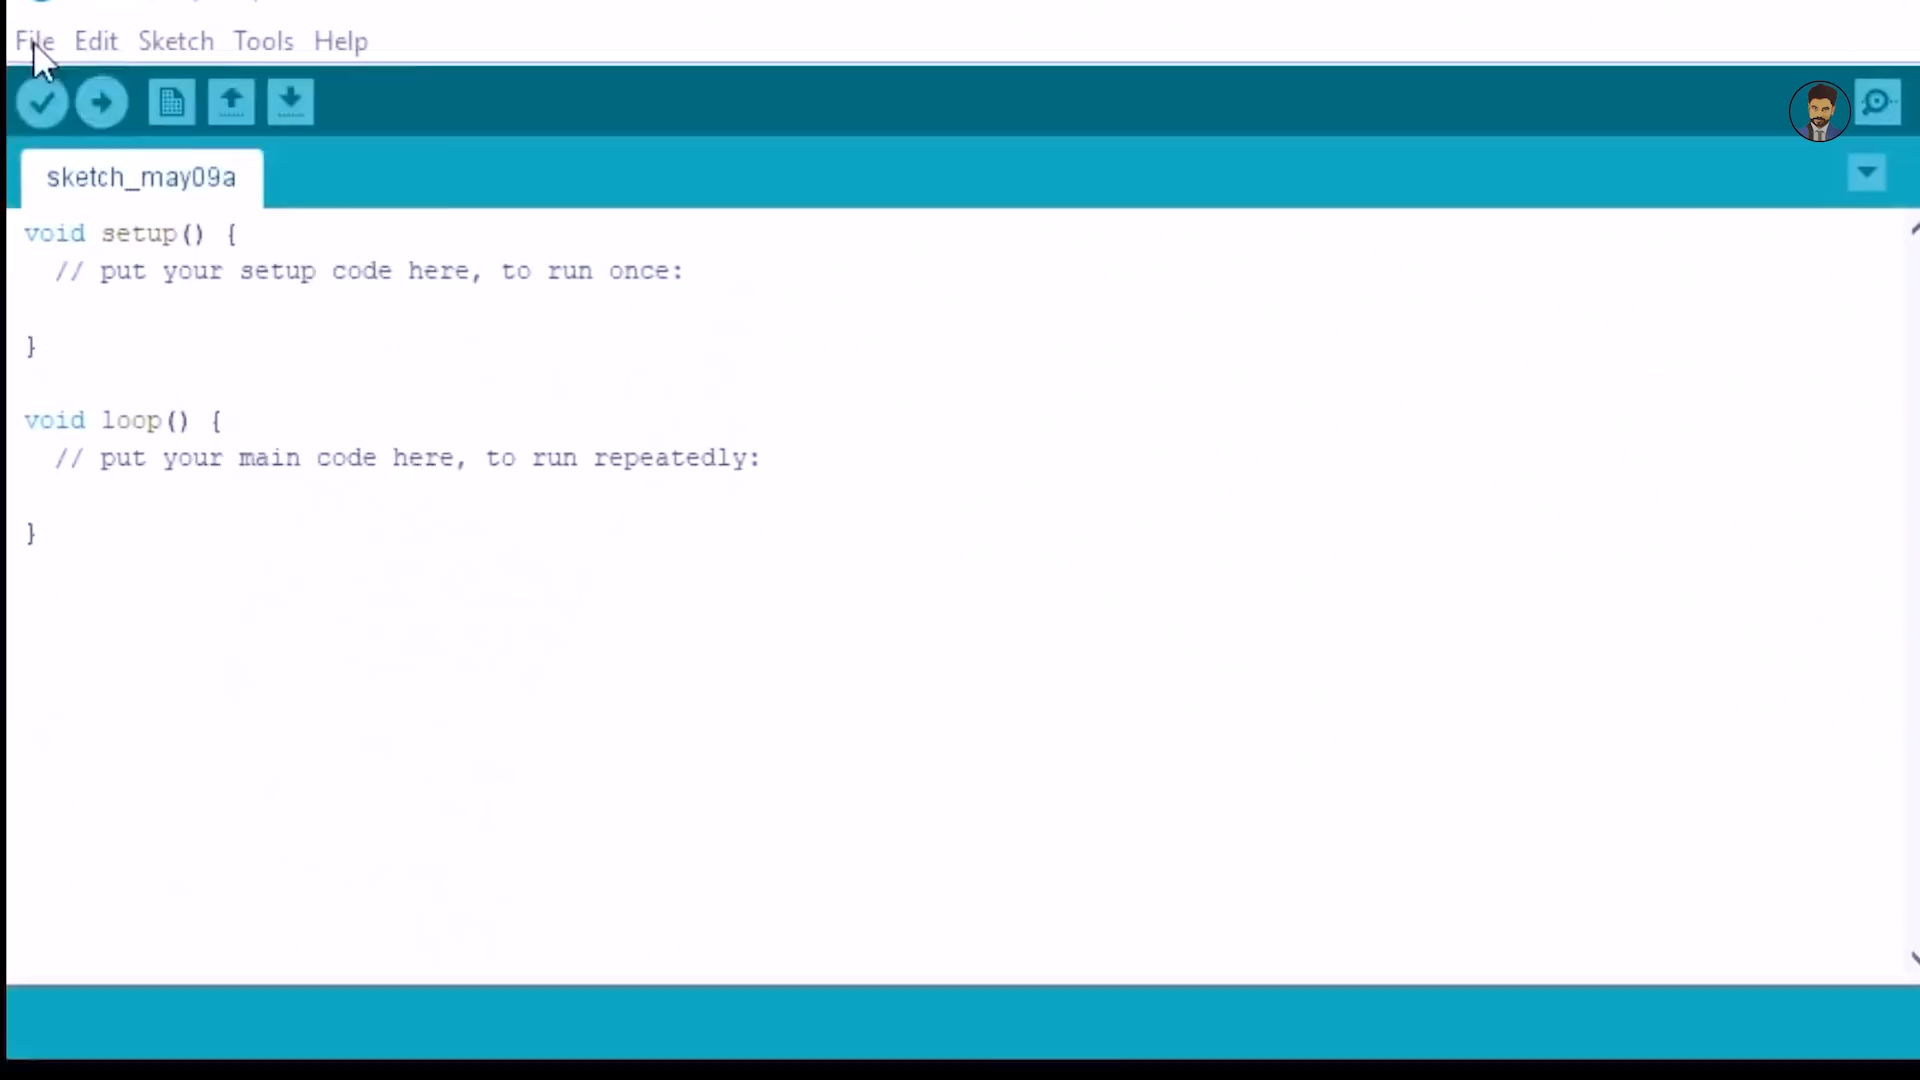 File Edit Sketch Tools Help
sketch_may09a
void setup() {
  // put your setup code here, to run once:
}
void loop() {
  // put your main code here, to run repeatedly:
}